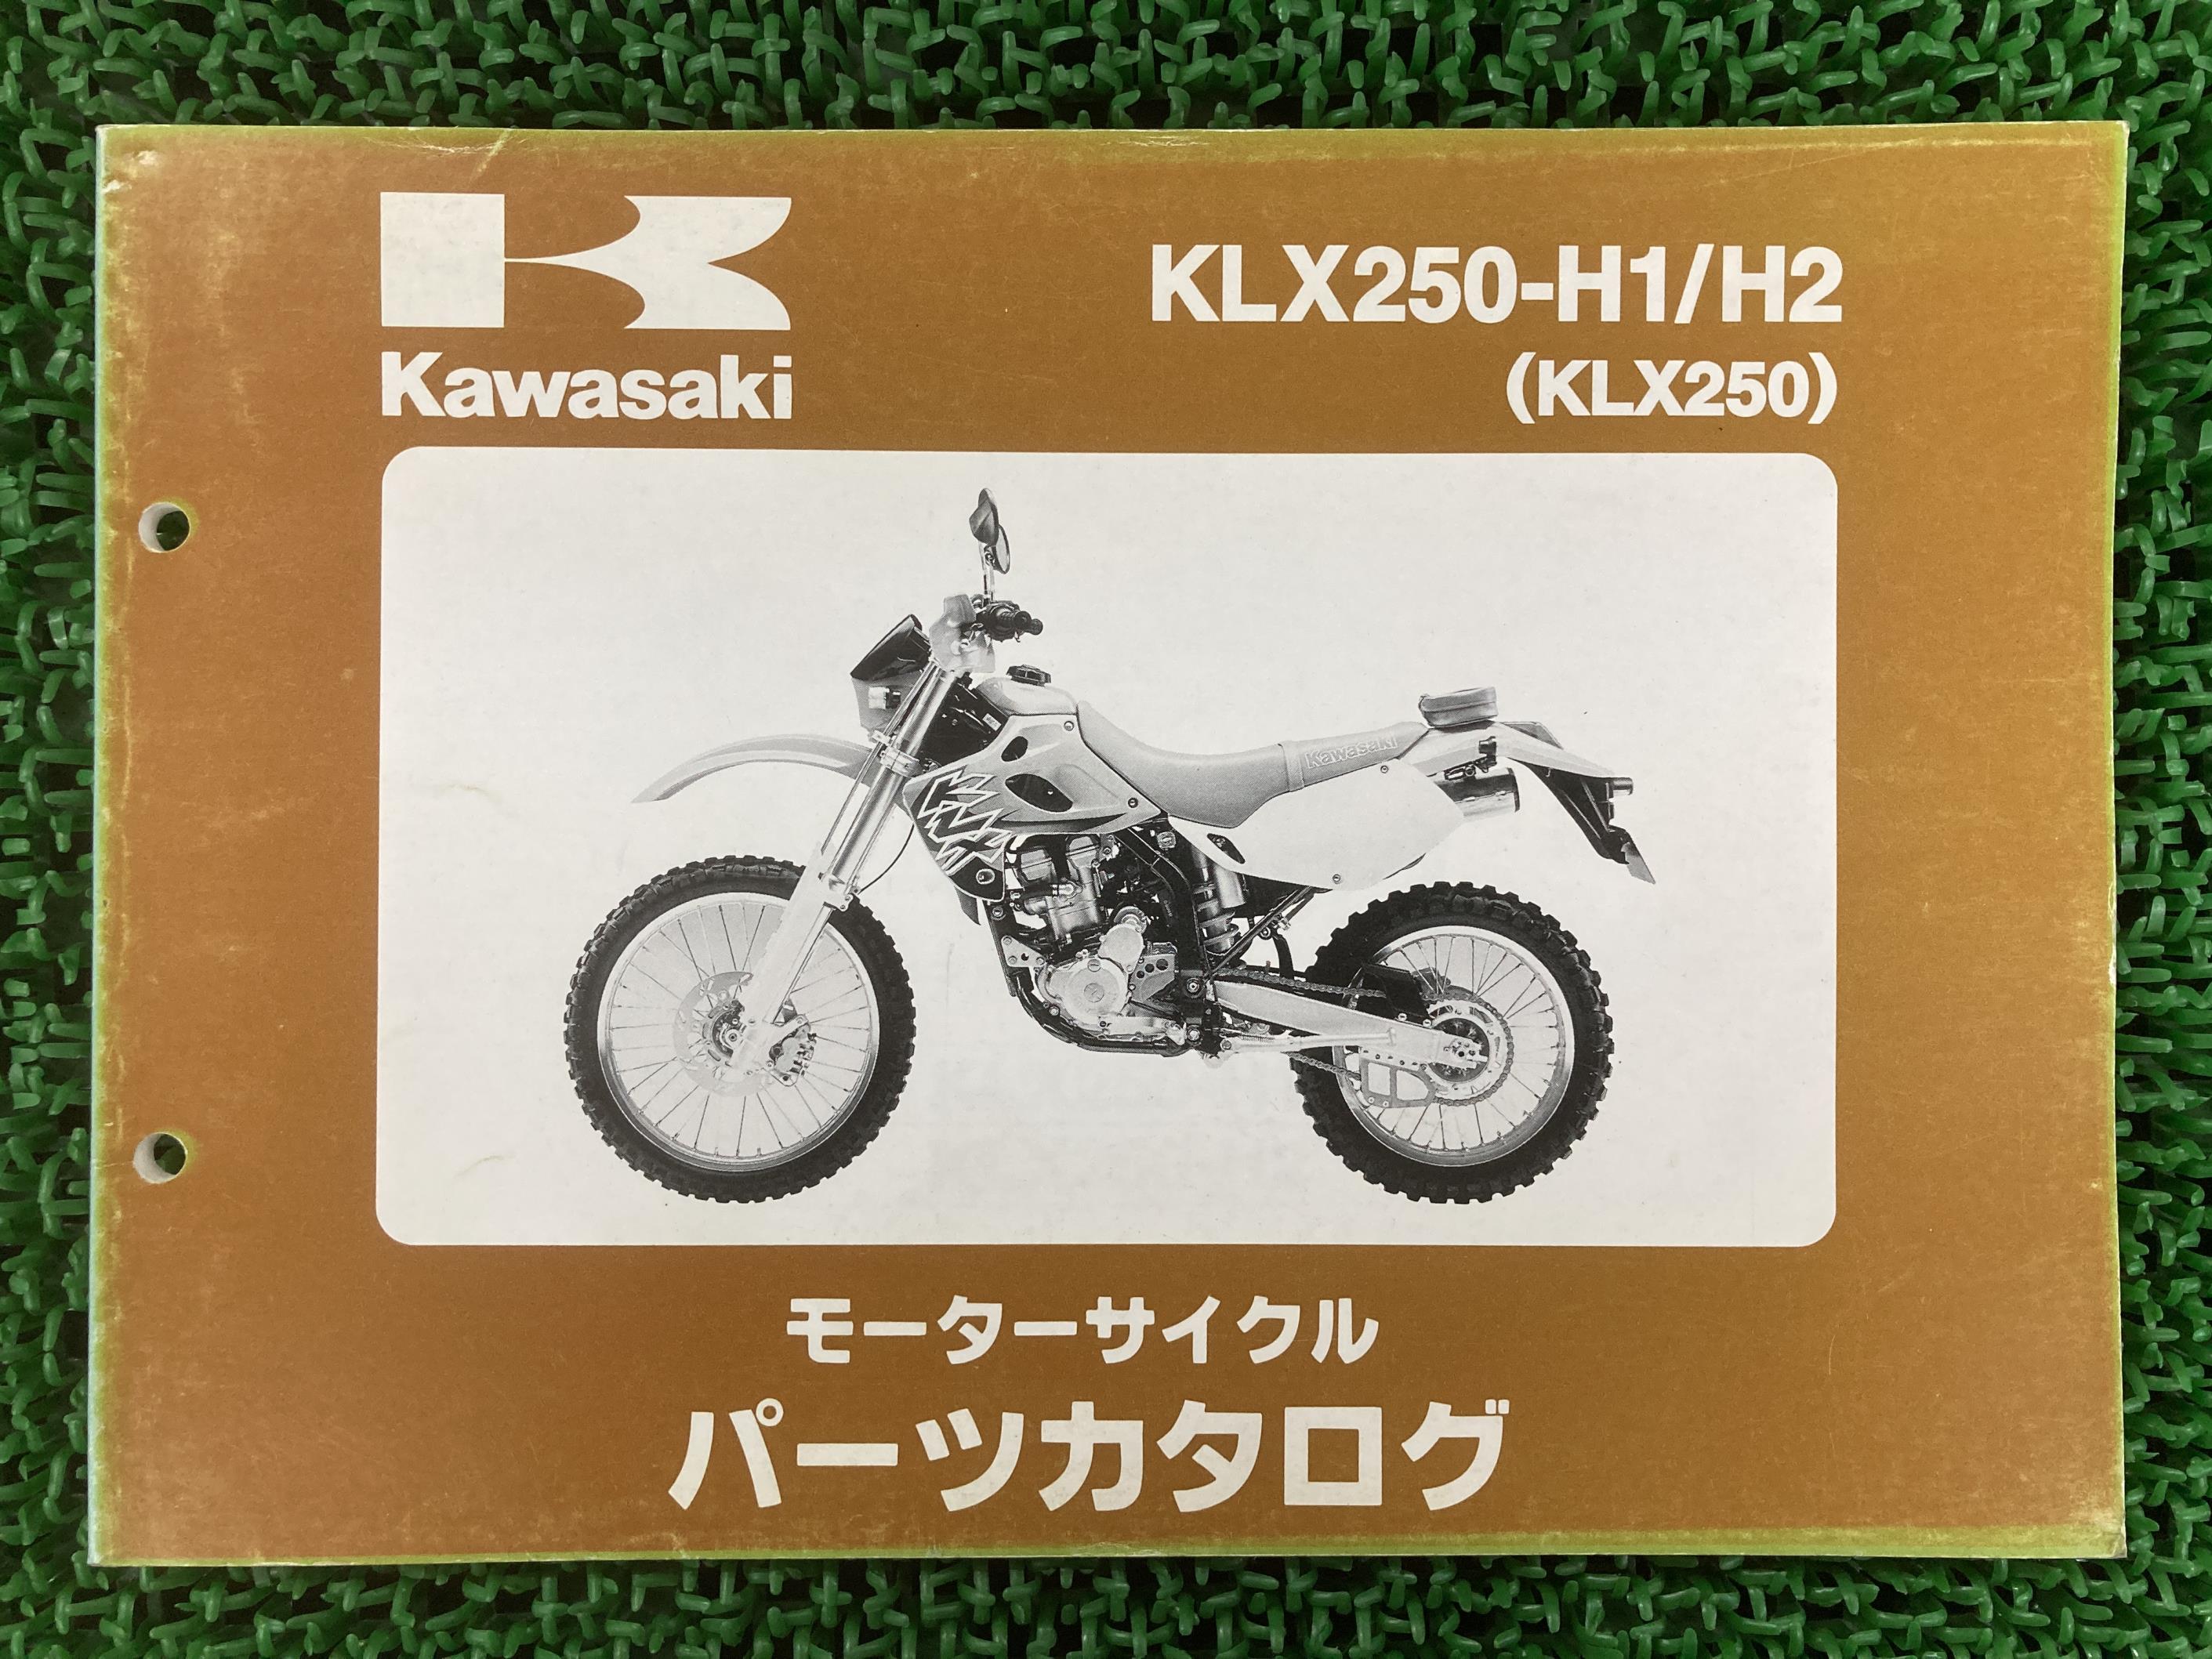 Kawasaki
KLX250-H1/H2
(KLX250)
Kawasaki
KLX
モーターサイクル
パーツカタログ